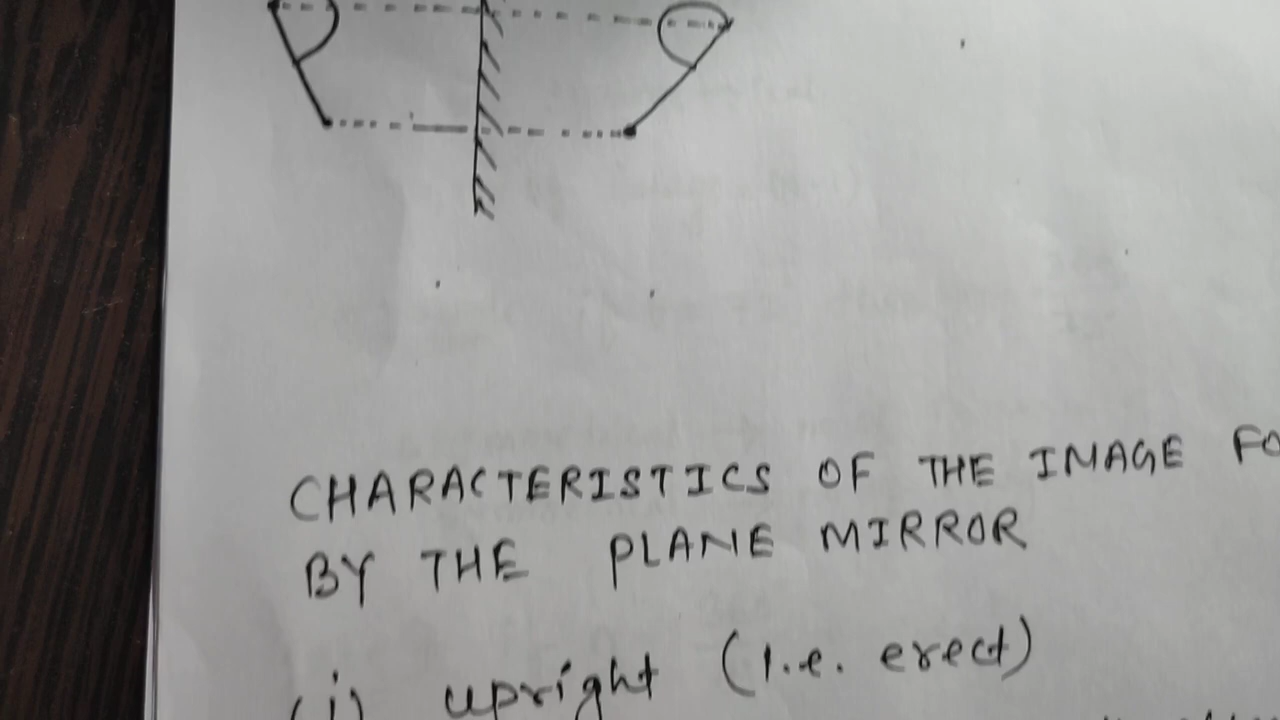 CHARACTERISTICS OF THE IMAGE FO
BY THE PLANE MIRROR
(i) upright (i.e. erect)